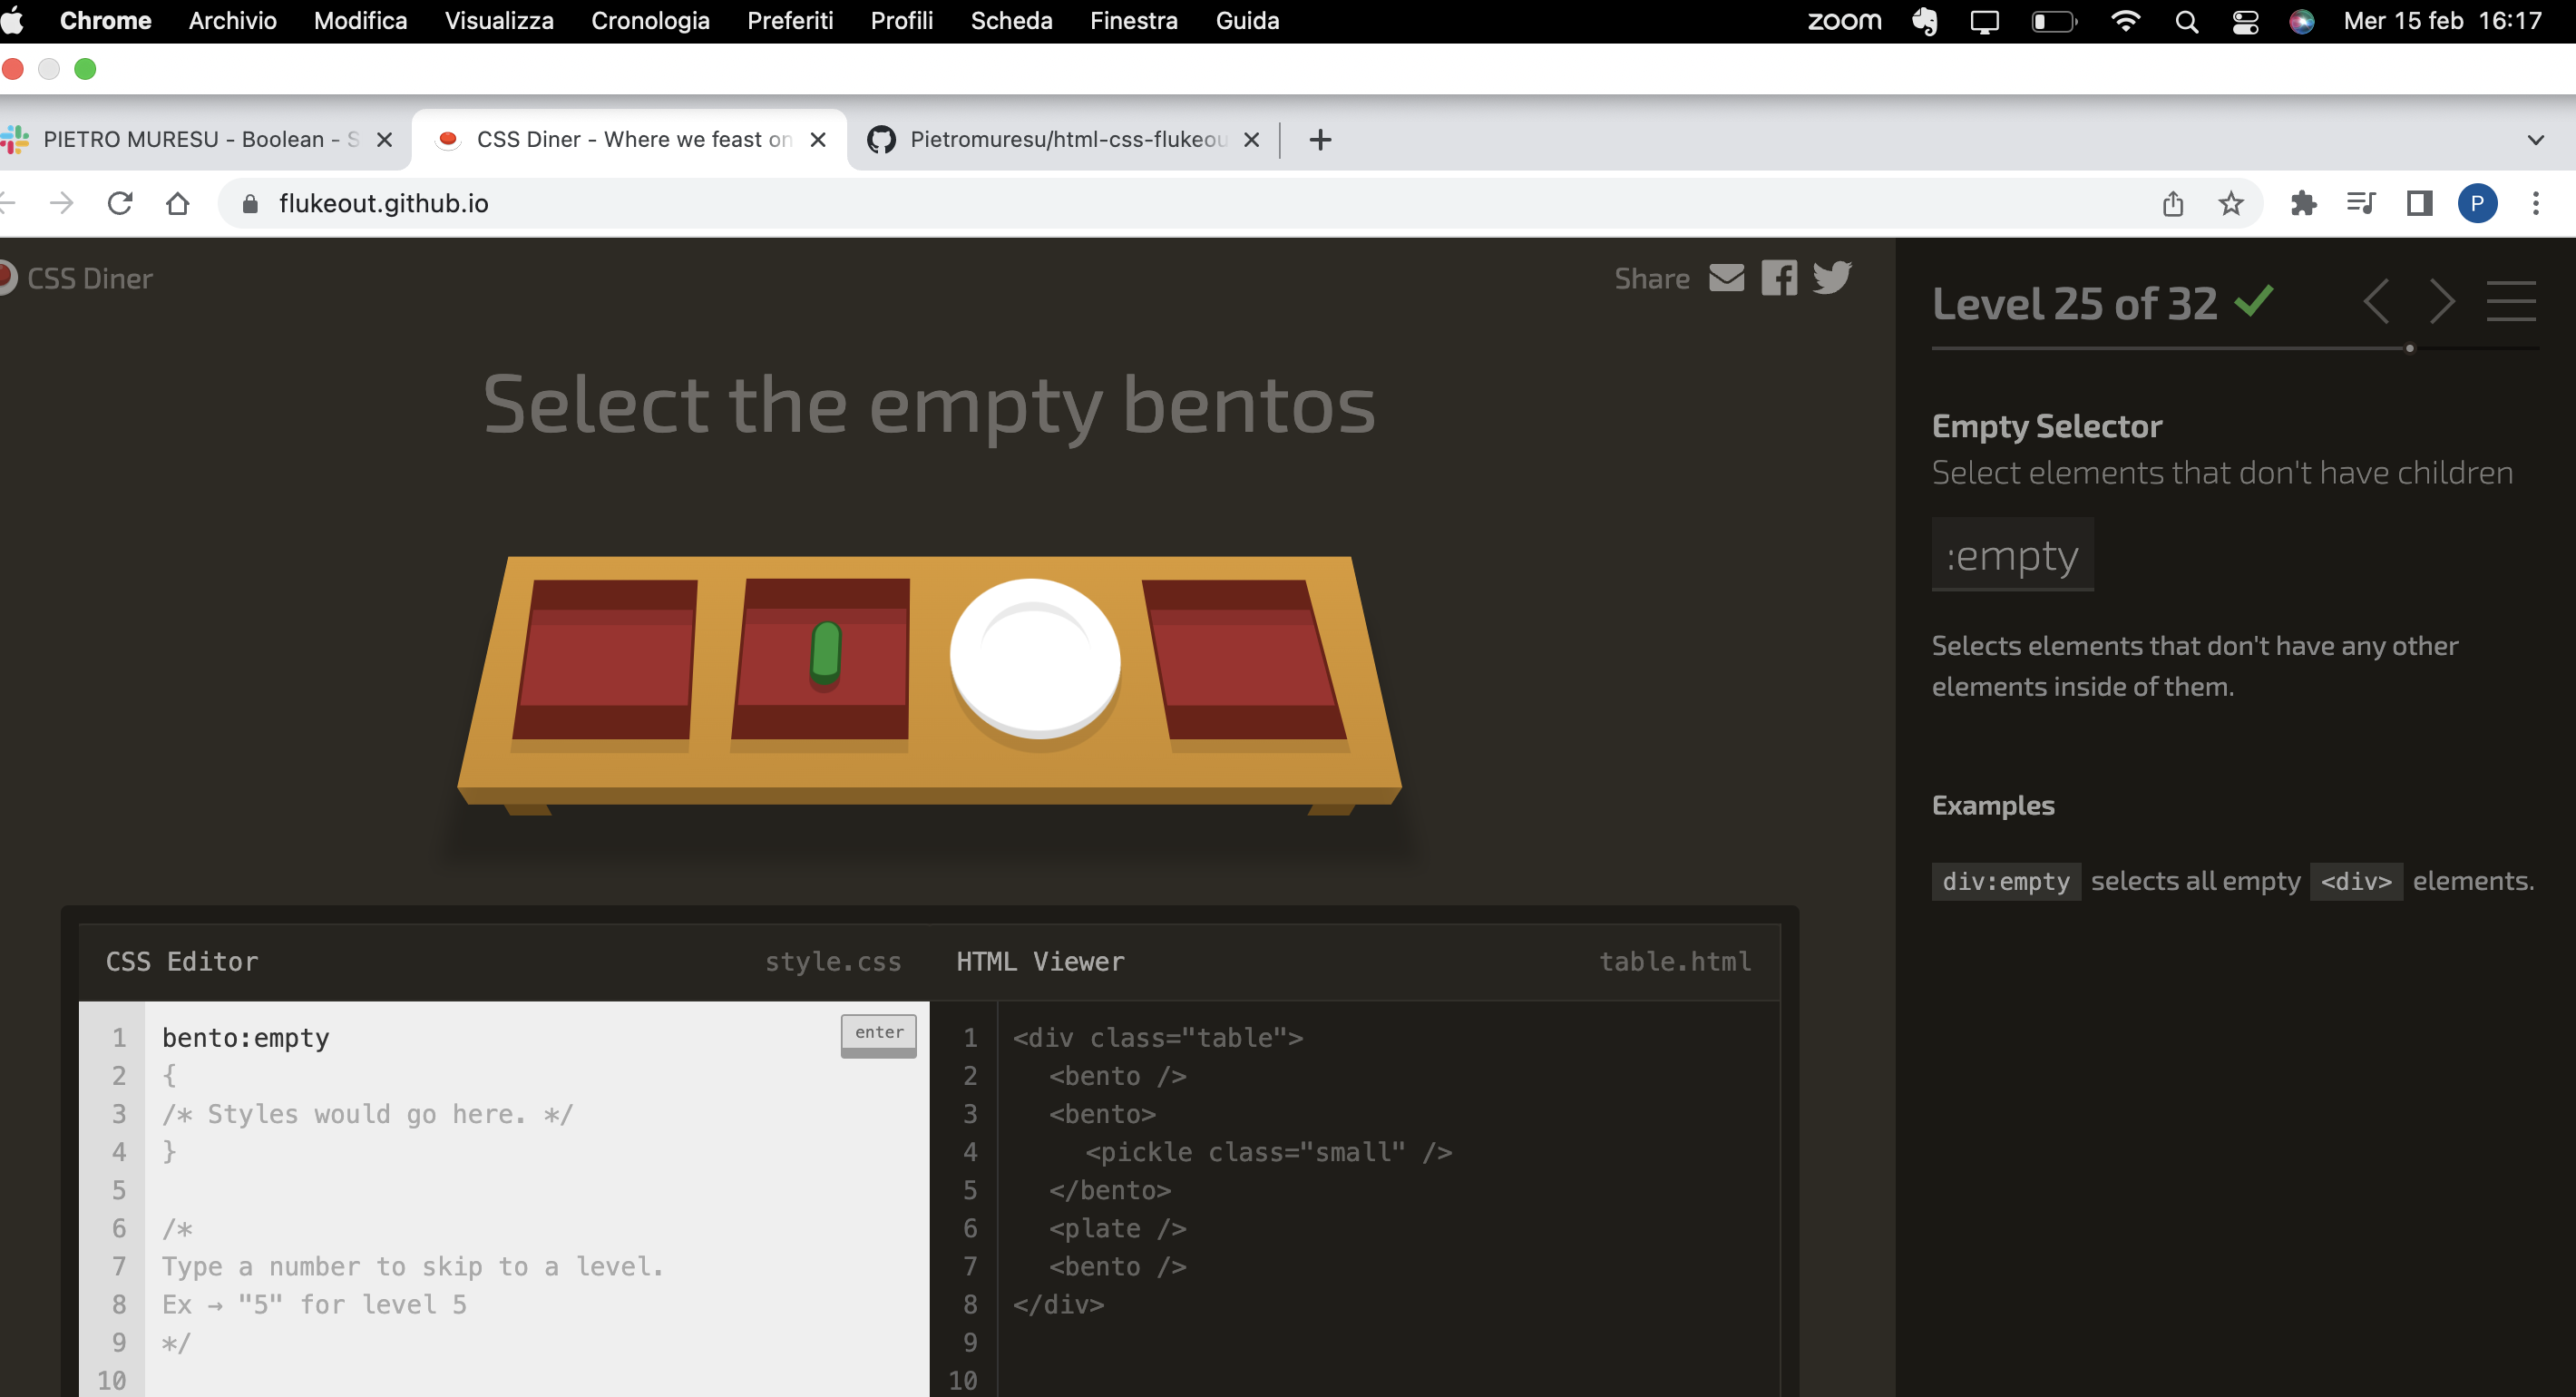 Chrome Archivio Modifica Visualizza Cronologia Preferiti Profili Scheda Finestra Guida zoom Mer 15 feb 16:17
PIETRO MURESU - Boolean - S CSS Diner - Where we feast on Pietromuresu/html-css-flukeou
flukeout.github.io P
CSS Diner
Share
Select the empty bentos
CSS Editor style.css
1 bento:empty
enter
2 {
3 /* Styles would go here. */
4 }
5
6 /*
7 Type a number to skip to a level.
8 Ex → "5" for level 5
9 */
10
HTML Viewer table.html
1 <div class="table">
2 <bento />
3 <bento>
4 <pickle class="small" />
5 </bento>
6 <plate />
7 <bento />
8 </div>
9
10
Level 25 of 32
Empty Selector
Select elements that don't have children
:empty
Selects elements that don't have any other
elements inside of them.
Examples
div:empty selects all empty <div> elements.